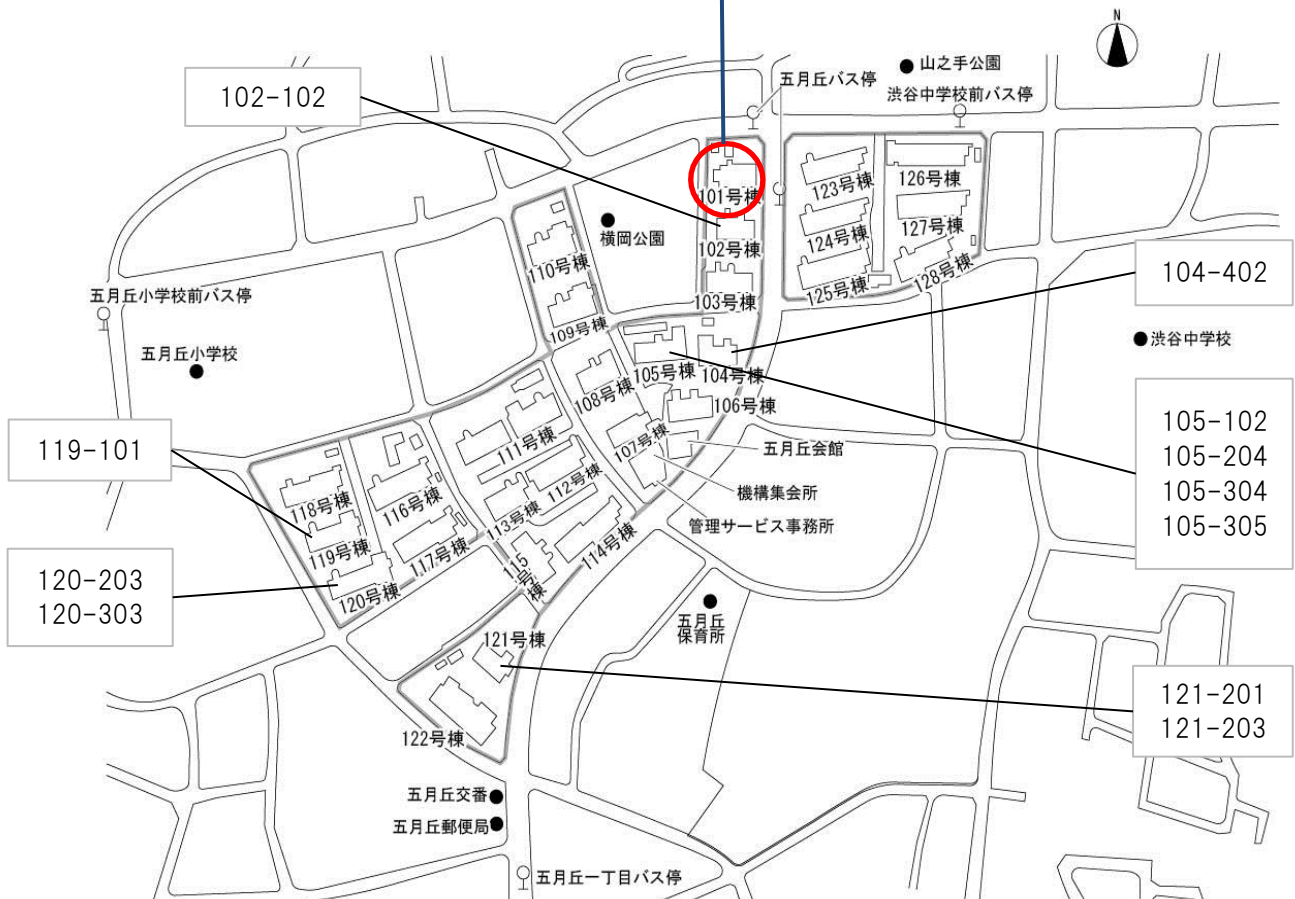 N
山之手公園
五月丘バス停
渋谷中学校前バス停
102-102
101号棟
123号棟
126号棟
横岡公園
102号棟
124号棟
127号棟
110号棟
103号棟
125号棟
128号棟
104-402
五月丘小学校前バス停
109号棟
渋谷中学校
五月丘小学校
105号棟
104号棟
108号棟
106号棟
105-102
105-204
105-304
105-305
119-101
111号棟
107号棟
五月丘会館
機構集会所
112号棟
118号棟
116号棟
113号棟
管理サービス事務所
119号棟
117号棟
114号棟
115号棟
120-203
120-303
120号棟
五月丘
保育所
121号棟
121-201
121-203
122号棟
五月丘交番
五月丘郵便局
五月丘一丁目バス停